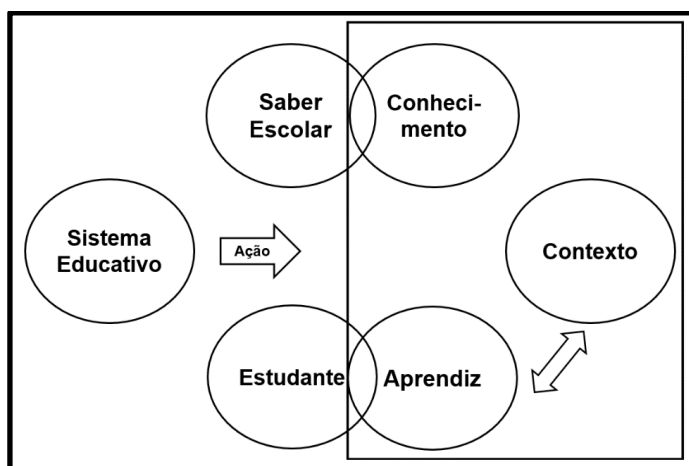 Saber
Escolar
Conheci-
mento
Sistema
Educativo
Ação
Contexto
Estudante
Aprendiz